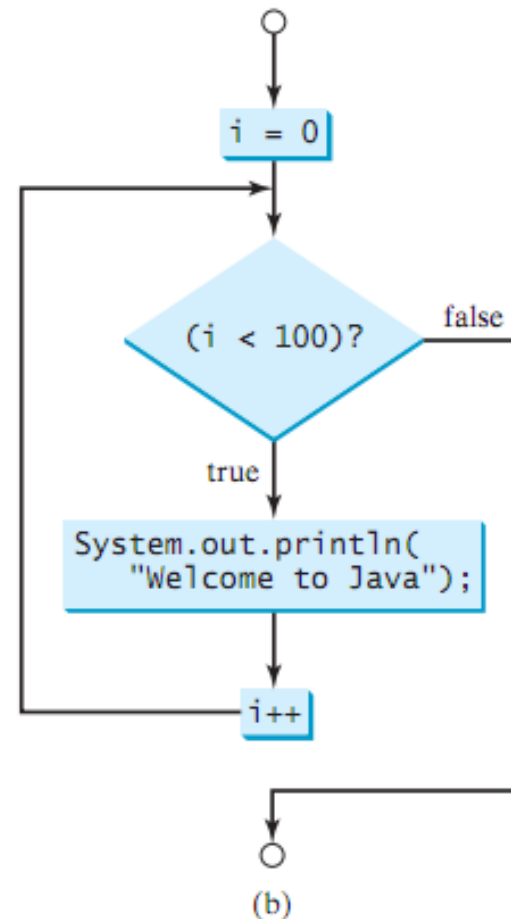 i = 0
(i < 100)?
false
true
System.out.println(
"Welcome to Java");
i++
(b)